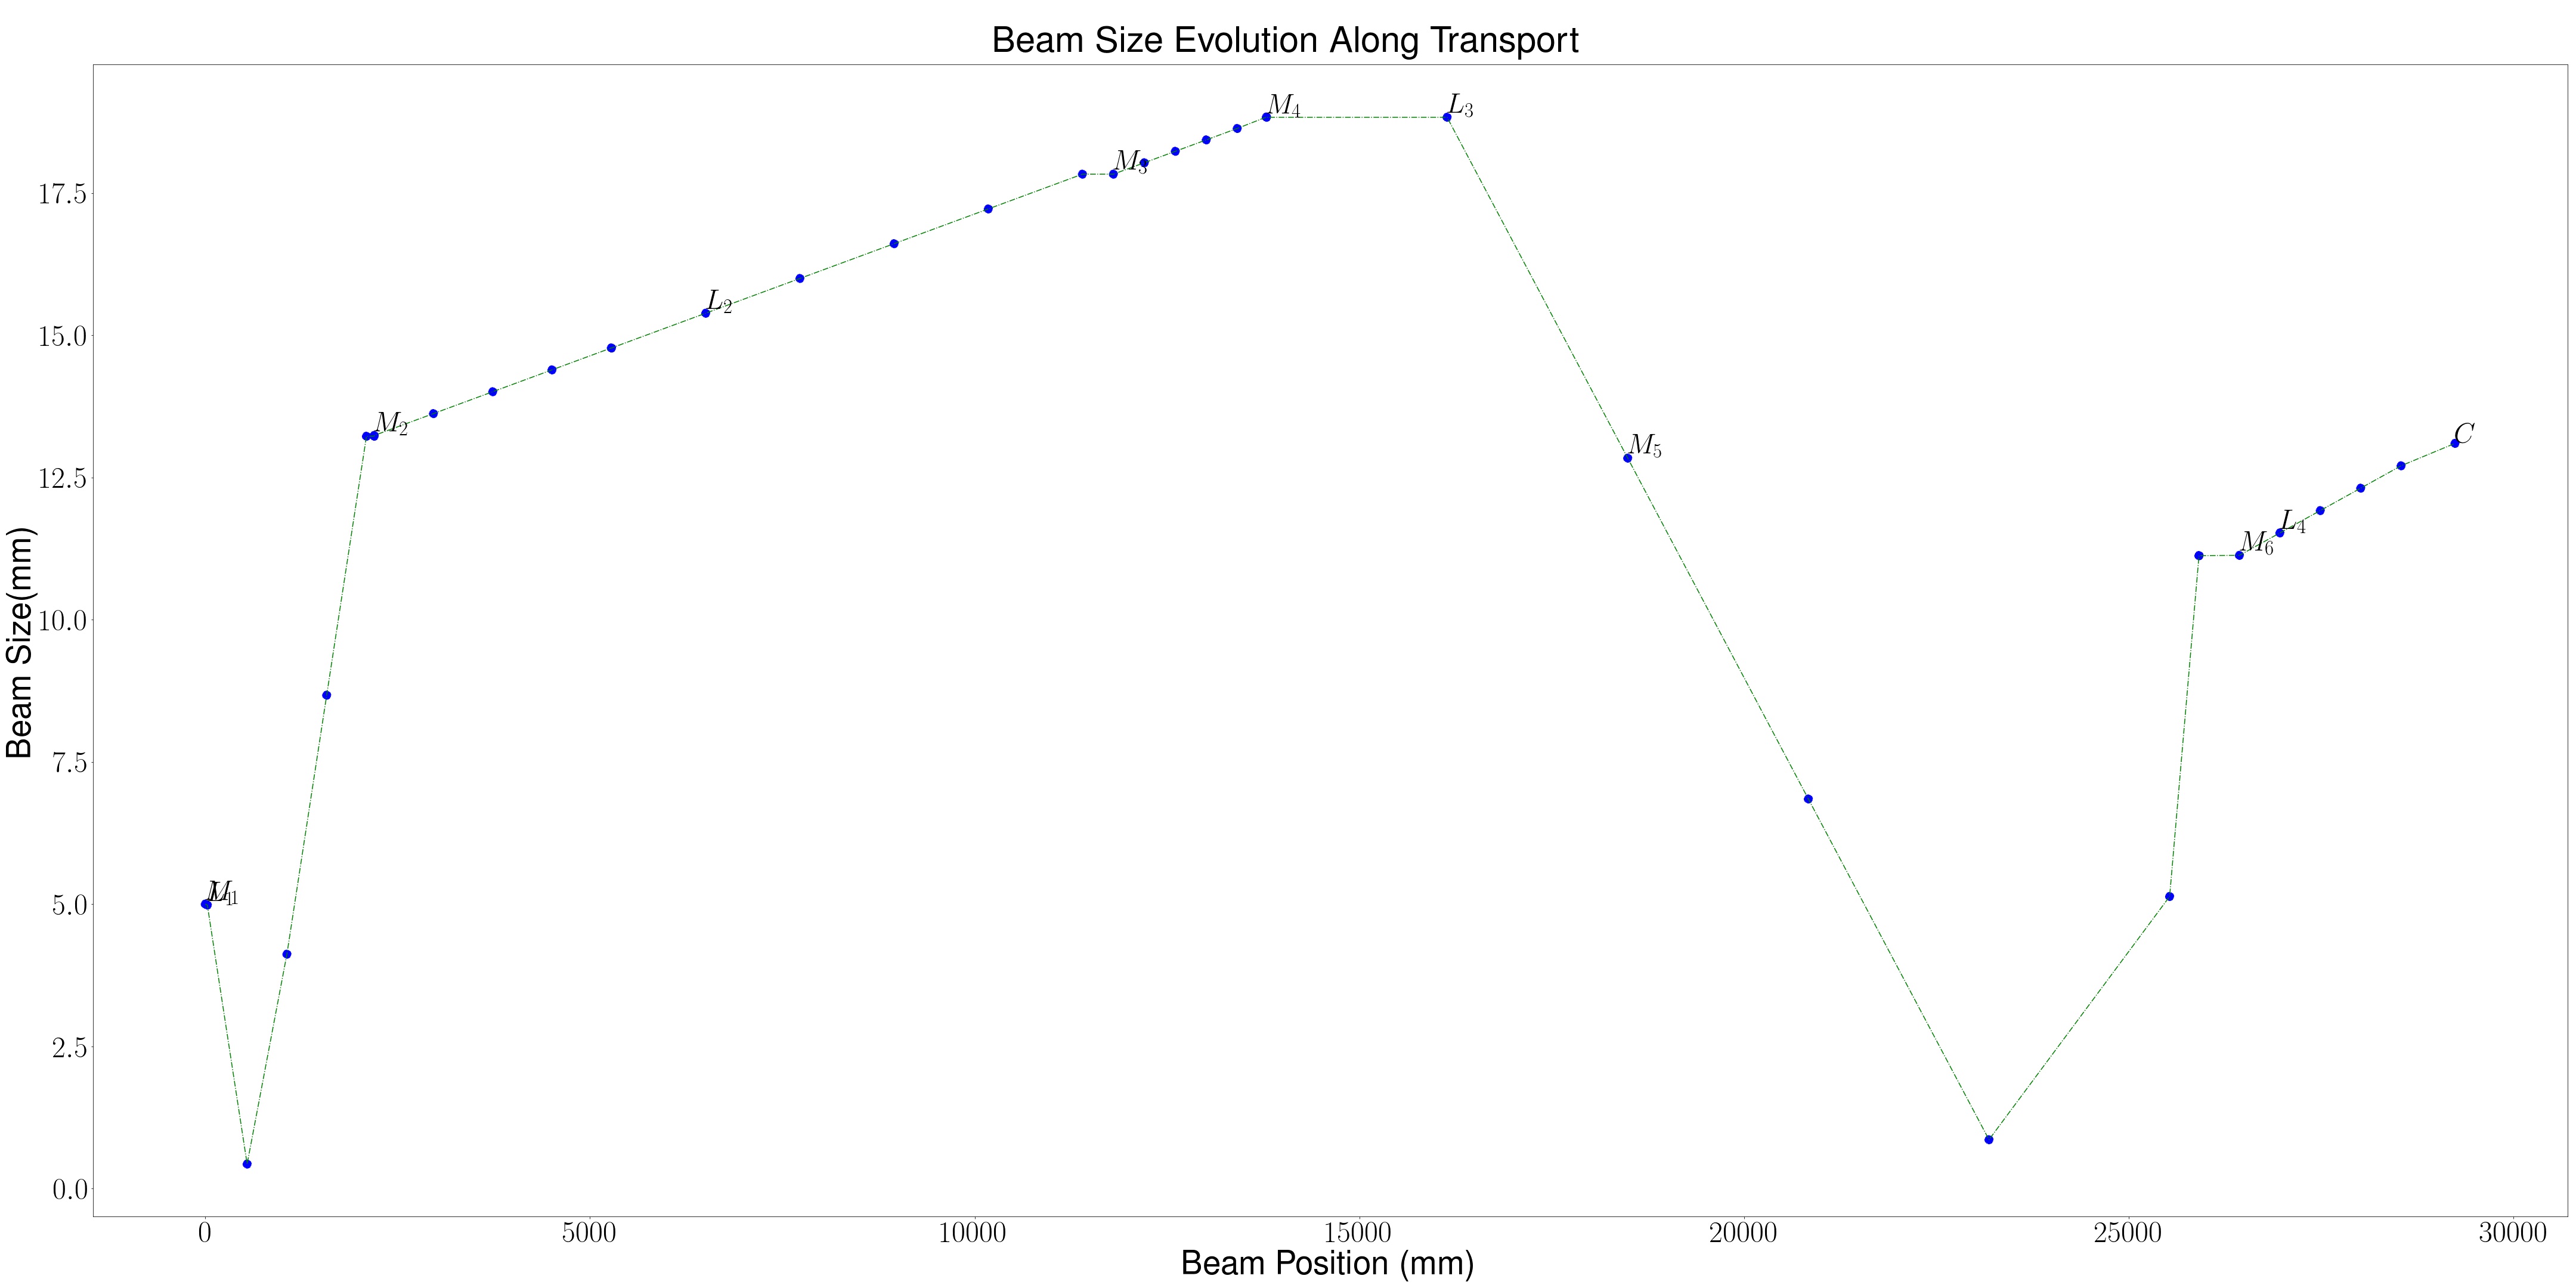 Beam Size Evolution Along Transport
Beam Size(mm)
17.5
15.0
12.5
10.0
7.5
5.0
2.5
0.0
M4
L3
M3
L2
M2
M5
C
L4
M6
M1
L1
0
5000
10000
15000
20000
25000
30000
Beam Position (mm)